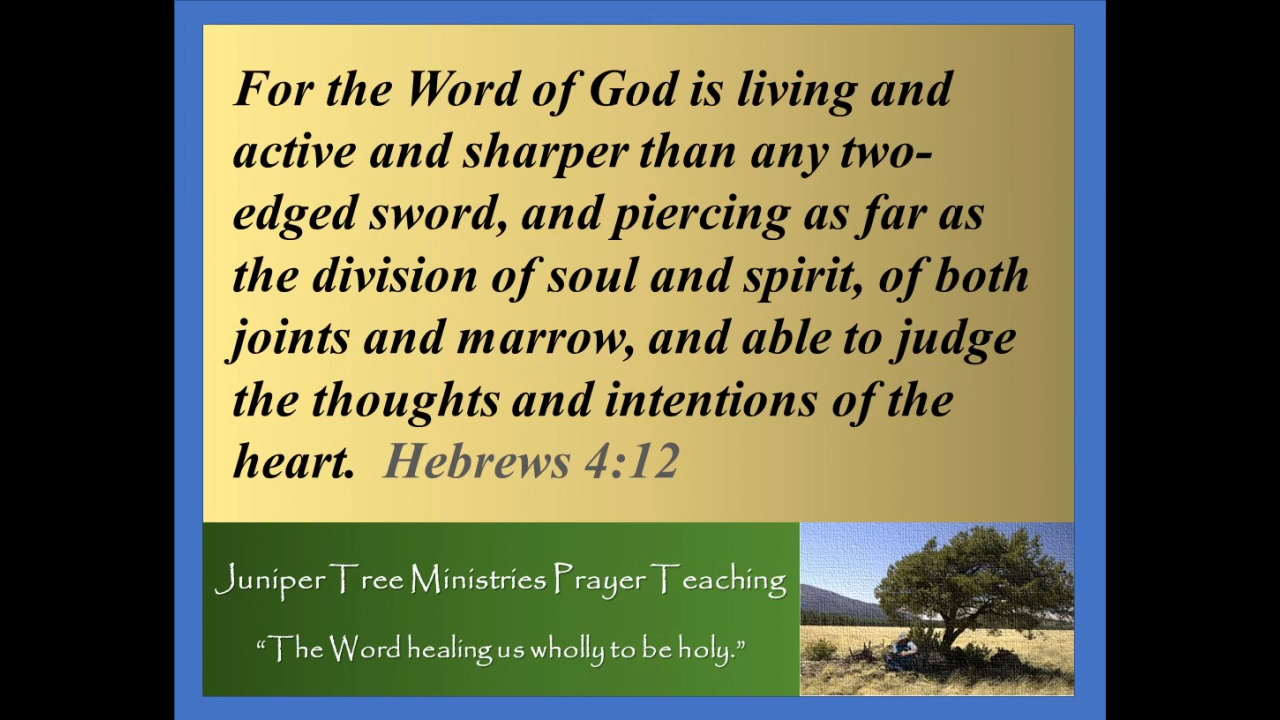 For the Word of God is living and
active and sharper than any two-
edged sword, and piercing as far as
the division of soul and spirit, of both
joints and marrow, and able to judge
the thoughts and intentions of the
heart. Hebrews 4:12
Juniper Tree Ministries Prayer Teaching
“The Word healing us wholly to be holy.”